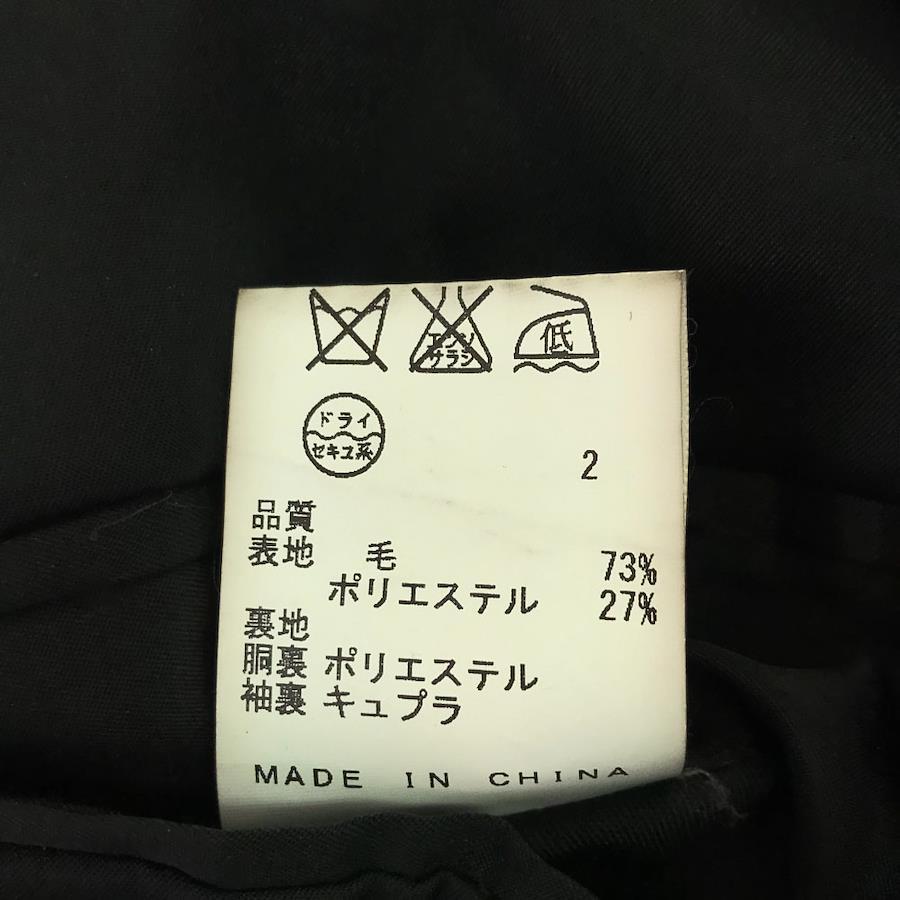 エンソ
サラシ
低
ドライ
セキユ系
2
品質
表地 毛 73%
ポリエステル 27%
裏地
胴裏 ポリエステル
袖裏 キュプラ
MADE IN CHINA